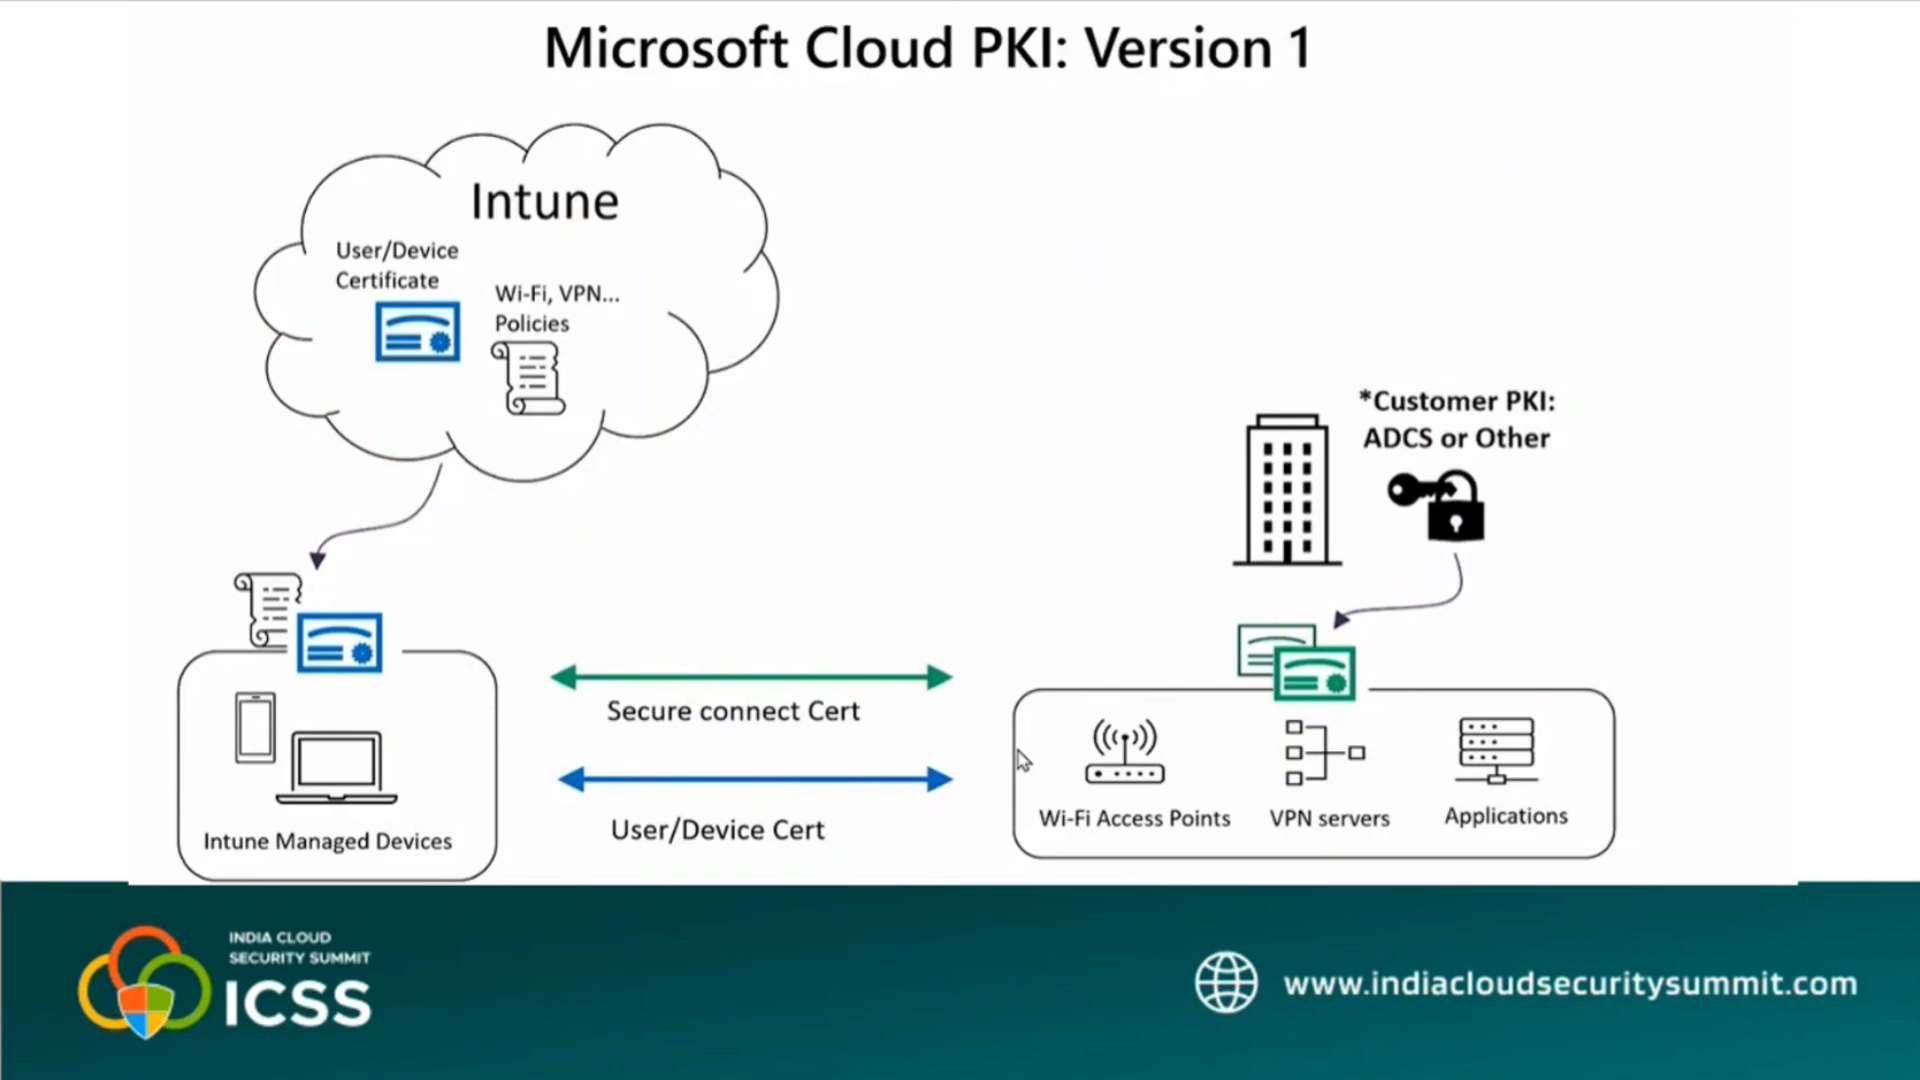 Microsoft Cloud PKI: Version 1
Intune
User/Device
Certificate
Wi-Fi, VPN...
Policies
*Customer PKI:
ADCS or Other
Secure connect Cert
User/Device Cert
Intune Managed Devices
Wi-Fi Access Points
VPN servers
Applications
INDIA CLOUD
SECURITY SUMMIT
ICSS
www.indiacloudsecuritysummit.com